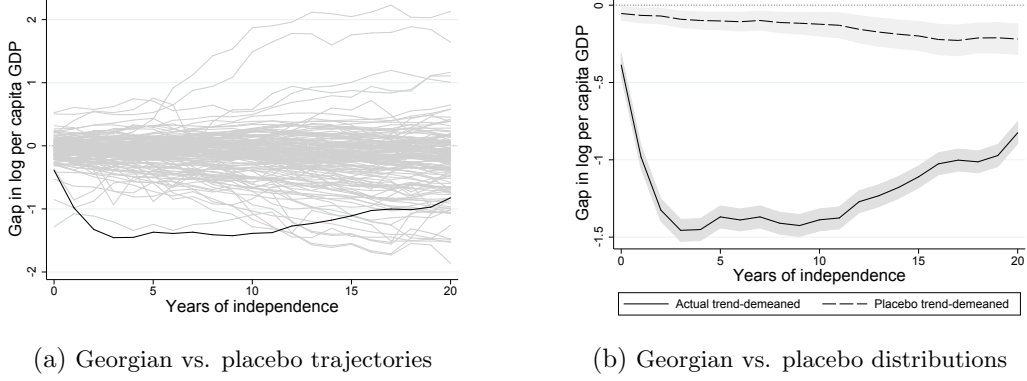 Gap in log per capita GDP
2
1
0
-1
-2
0 5 10 15 20
Years of independence
(a) Georgian vs. placebo trajectories
Gap in log per capita GDP
0
-.5
-1
-1.5
0 5 10 15 20
Years of independence
Actual trend-demeaned Placebo trend-demeaned
(b) Georgian vs. placebo distributions